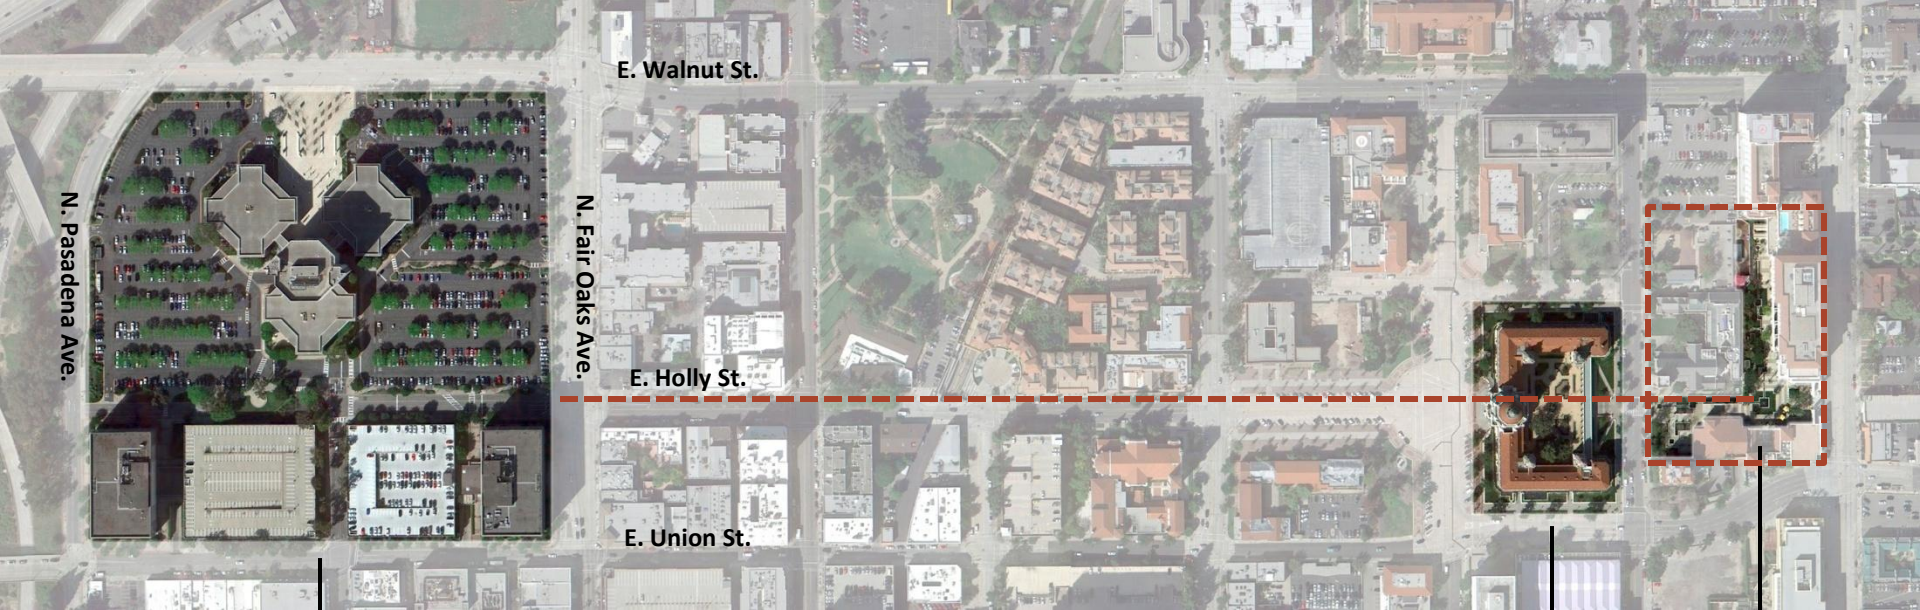 E. Walnut St.
N. Pasadena Ave.
N. Fair Oaks Ave.
E. Holly St.
E. Union St.